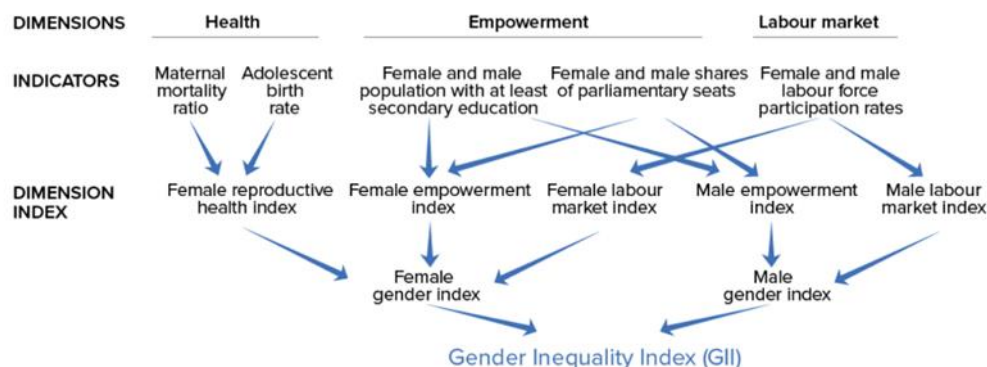 DIMENSIONS Health Empowerment Labour market
INDICATORS
Maternal
mortality
ratio
Adolescent
birth
rate
Female and male
population with at least
secondary education
Female and male shares
of parliamentary seats
Female and male
labour force
participation rates
DIMENSION
INDEX
Female reproductive
health index
Female empowerment
index
Female labour
market index
Male empowerment
index
Male labour
market index
Female
gender index
Male
gender index
Gender Inequality Index (GII)